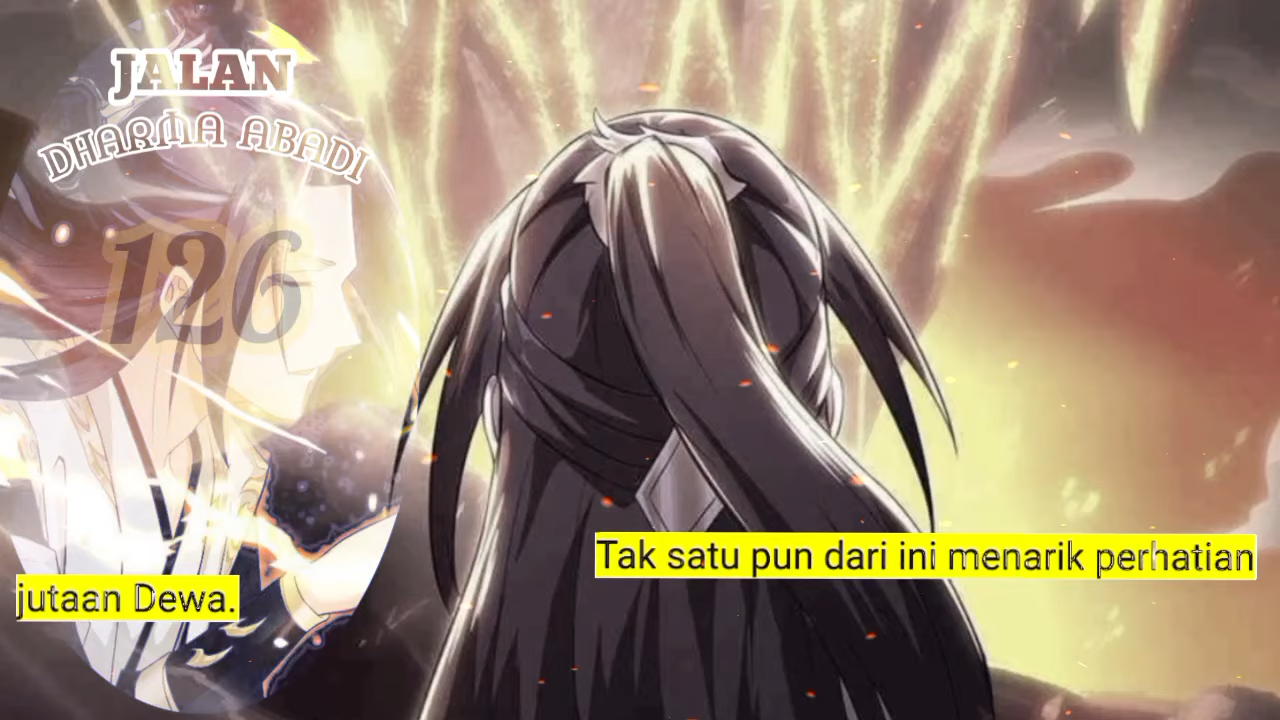 JALAN
DHARMA ABADI
126
Tak satu pun dari ini menarik perhatian
jutaan Dewa.